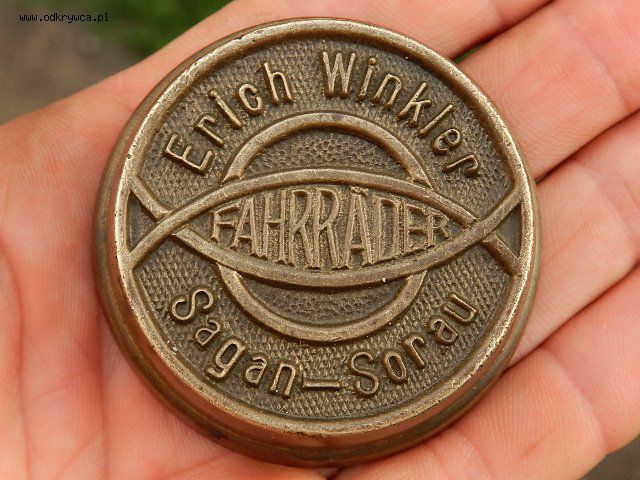 www.odkrywca.pl
Erich Winkler
FAHRRÄDER
Sagan–Sorau